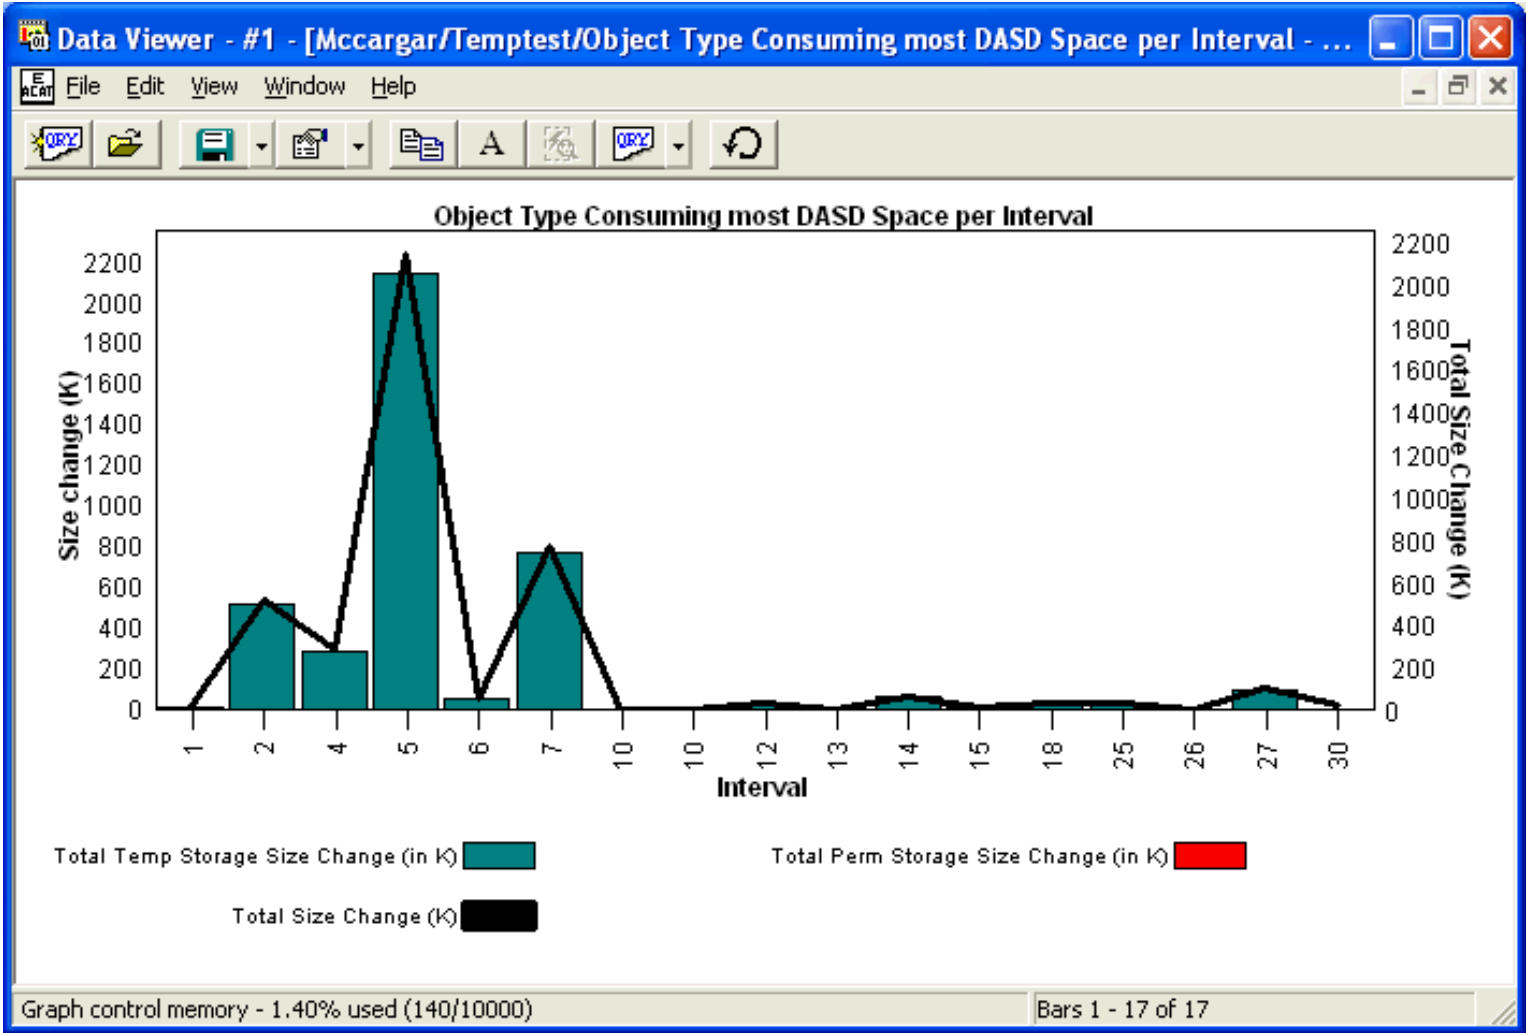 Data Viewer - #1 - [Mccargar/Temptest/Object Type Consuming most DASD Space per Interval - ...
E
ACAT
File Edit View Window Help
QRY
A
QRY
Object Type Consuming most DASD Space per Interval
Size change (K)
2200
2000
1800
1600
1400
1200
1000
800
600
400
200
0
2200
2000
1800
1600
1400
1200
1000
800
600
400
200
0
Total Size Change (K)
1 2 4 5 6 7 10 10 12 13 14 15 18 25 26 27 30
Interval
Total Temp Storage Size Change (in K)
Total Perm Storage Size Change (in K)
Total Size Change (K)
Graph control memory - 1.40% used (140/10000)
Bars 1 - 17 of 17